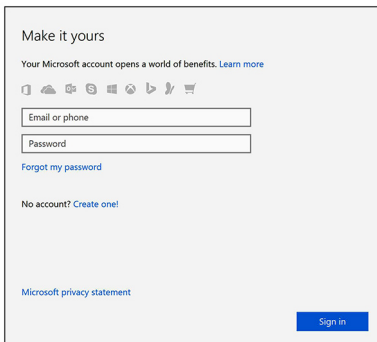 Make it yours
Your Microsoft account opens a world of benefits. Learn more
Email or phone
Password
Forgot my password
No account? Create one!
Microsoft privacy statement
Sign in